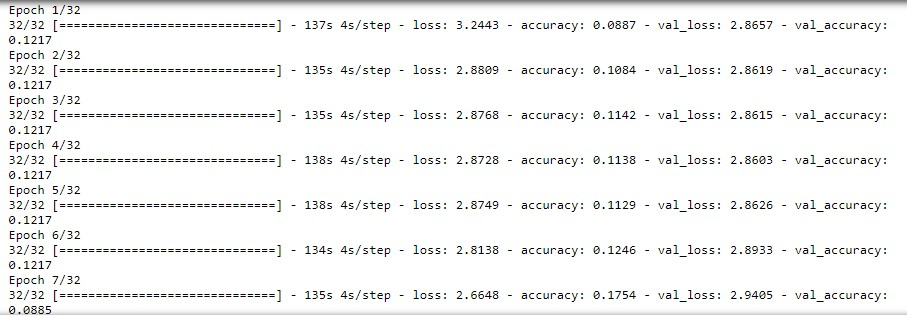 Epoch 1/32
32/32 [==============================] - 137s 4s/step - loss: 3.2443 - accuracy: 0.0887 - val_loss: 2.8657 - val_accuracy:
0.1217
Epoch 2/32
32/32 [==============================] - 135s 4s/step - loss: 2.8809 - accuracy: 0.1084 - val_loss: 2.8619 - val_accuracy:
0.1217
Epoch 3/32
32/32 [==============================] - 135s 4s/step - loss: 2.8768 - accuracy: 0.1142 - val_loss: 2.8615 - val_accuracy:
0.1217
Epoch 4/32
32/32 [==============================] - 138s 4s/step - loss: 2.8728 - accuracy: 0.1138 - val_loss: 2.8603 - val_accuracy:
0.1217
Epoch 5/32
32/32 [==============================] - 138s 4s/step - loss: 2.8749 - accuracy: 0.1129 - val_loss: 2.8626 - val_accuracy:
0.1217
Epoch 6/32
32/32 [==============================] - 134s 4s/step - loss: 2.8138 - accuracy: 0.1246 - val_loss: 2.8933 - val_accuracy:
0.1217
Epoch 7/32
32/32 [==============================] - 135s 4s/step - loss: 2.6648 - accuracy: 0.1754 - val_loss: 2.9405 - val_accuracy:
0.0885